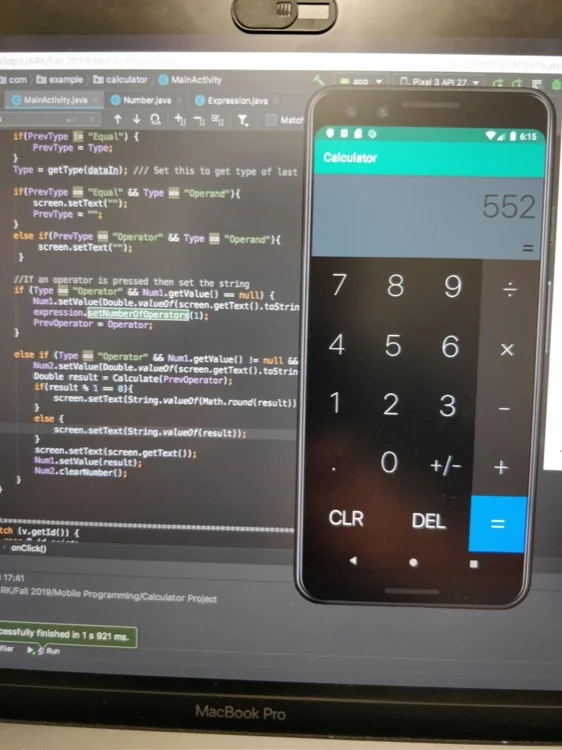 ktop/UARK/Fall 2019/Mobile Pro
com example calculator MainActivity
app Pixel 3 API 27
MainActivity.java Number.java Expression.java
Match
if(PrevType != "Equal") {
PrevType = Type;
}
Type = getType(dataIn); /// Set this to get type of last
if(PrevType == "Equal" && Type == "Operand"){
screen.setText("");
PrevType = "";
}
else if(PrevType == "Operator" && Type == "Operand"){
screen.setText("");
}
//If an operator is pressed then set the string
if (Type == "Operator" && Num1.getValue() == null) {
Num1.setValue(Double.valueOf(screen.getText().toStrin
expression.setNumberOfOperators(1);
PrevOperator = Operator;
}
else if (Type == "Operator" && Num1.getValue() != null &&
Num2.setValue(Double.valueOf(screen.getText().toStrin
Double result = Calculate(PrevOperator);
if(result % 1 == 0){
screen.setText(String.valueOf(Math.round(result))
}
else {
screen.setText(String.valueOf(result));
}
screen.setText(screen.getText());
Num1.setValue(result);
Num2.clearNumber();
}
}
tch (v.getId()) {
onClick()
17:41
RK/Fall 2019/Mobile Programming/Calculator Project
cessfully finished in 1 s 921 ms.
filer Run
6:15
Calculator
552
=
7 8 9 ÷
4 5 6 ×
1 2 3 −
. 0 +/- +
CLR DEL =
MacBook Pro